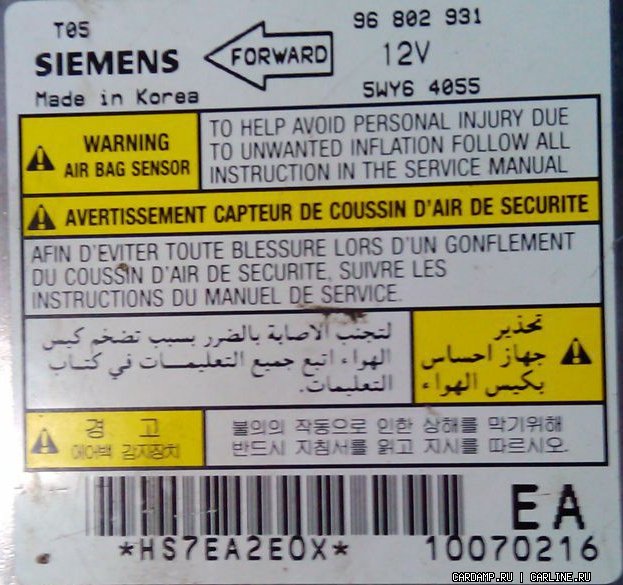 T05
96 802 931
SIEMENS
FORWARD
12V
Made in Korea
5WY6 4055
WARNING
AIR BAG SENSOR
TO HELP AVOID PERSONAL INJURY DUE
TO UNWANTED INFLATION FOLLOW ALL
INSTRUCTION IN THE SERVICE MANUAL
AVERTISSEMENT CAPTEUR DE COUSSIN D'AIR DE SECURITE
AFIN D'EVITER TOUTE BLESSURE LORS D'UN GONFLEMENT
DU COUSSIN D'AIR DE SECURITE, SUIVRE LES
INSTRUCTIONS DU MANUEL DE SERVICE.
تحذير
جهاز احساس
بكيس الهواء
لتجنب الاصابة بالضرر بسبب تضخم كيس
الهواء اتبع جميع التعليمات في كتاب
التعليمات.
경 고
에어백 감지장치
불의의 작동으로 인한 상해를 막기위해
반드시 지침서를 읽고 지시를 따르시오.
EA
*HS7EA2E0X*
10070216
CARDAMP.RU | CARLINE.RU